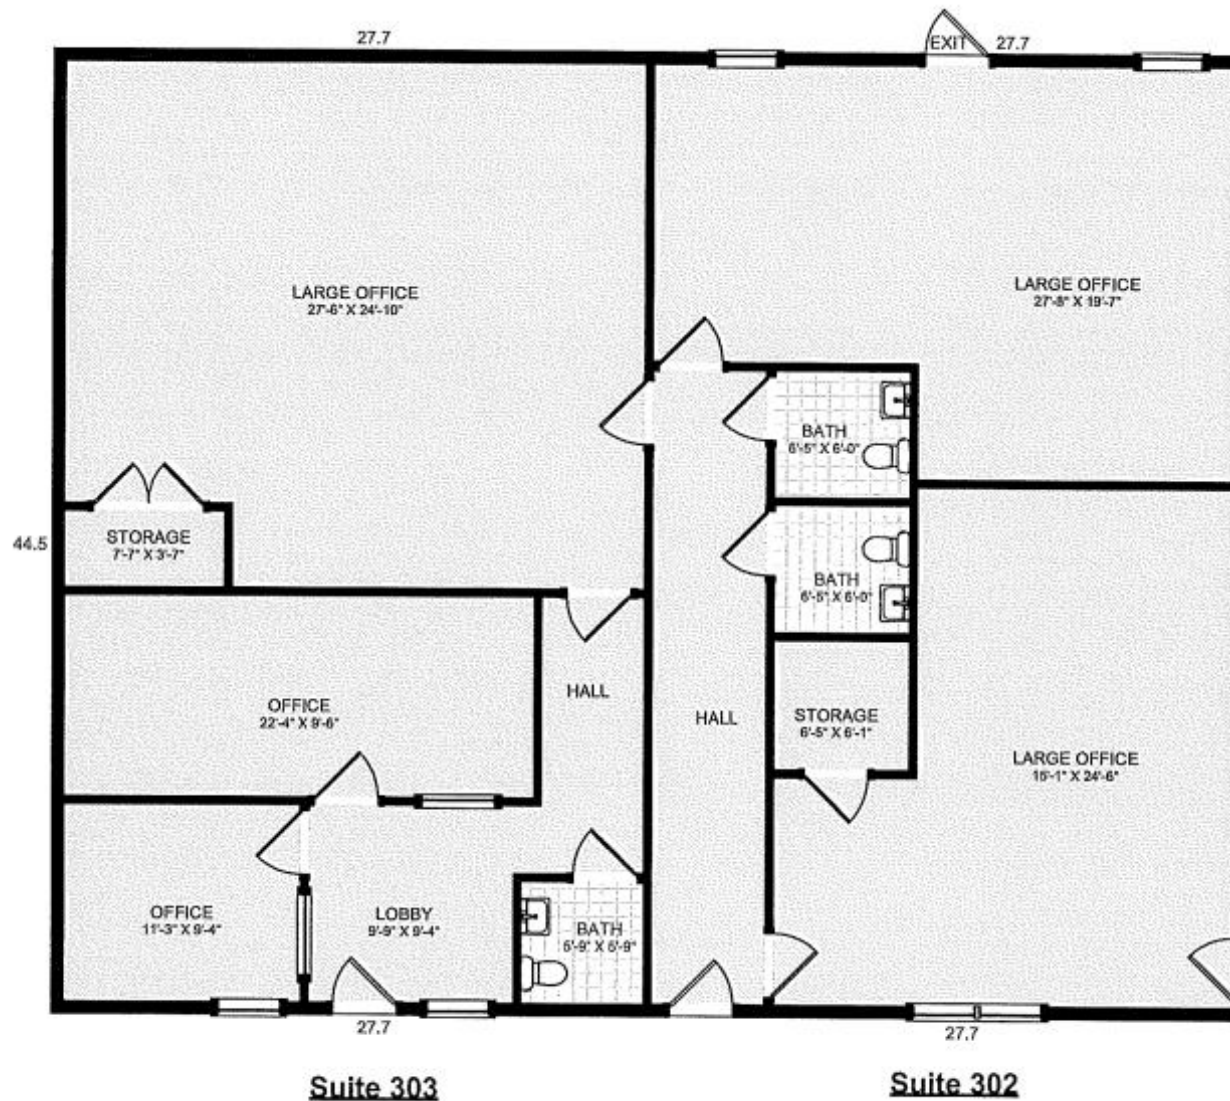 27.7
EXIT
27.7
LARGE OFFICE
27'-6" X 24'-10"
LARGE OFFICE
27'-8" X 19'-7"
BATH
6'-5" X 6'-0"
STORAGE
7'-7" X 3'-7"
44.5
BATH
6'-5" X 6'-0"
HALL
OFFICE
22'-4" X 9'-6"
HALL
STORAGE
6'-5" X 6'-1"
LARGE OFFICE
15'-1" X 24'-6"
OFFICE
11'-3" X 9'-4"
LOBBY
9'-9" X 9'-4"
BATH
5'-9" X 5'-9"
27.7
27.7
Suite 303
Suite 302